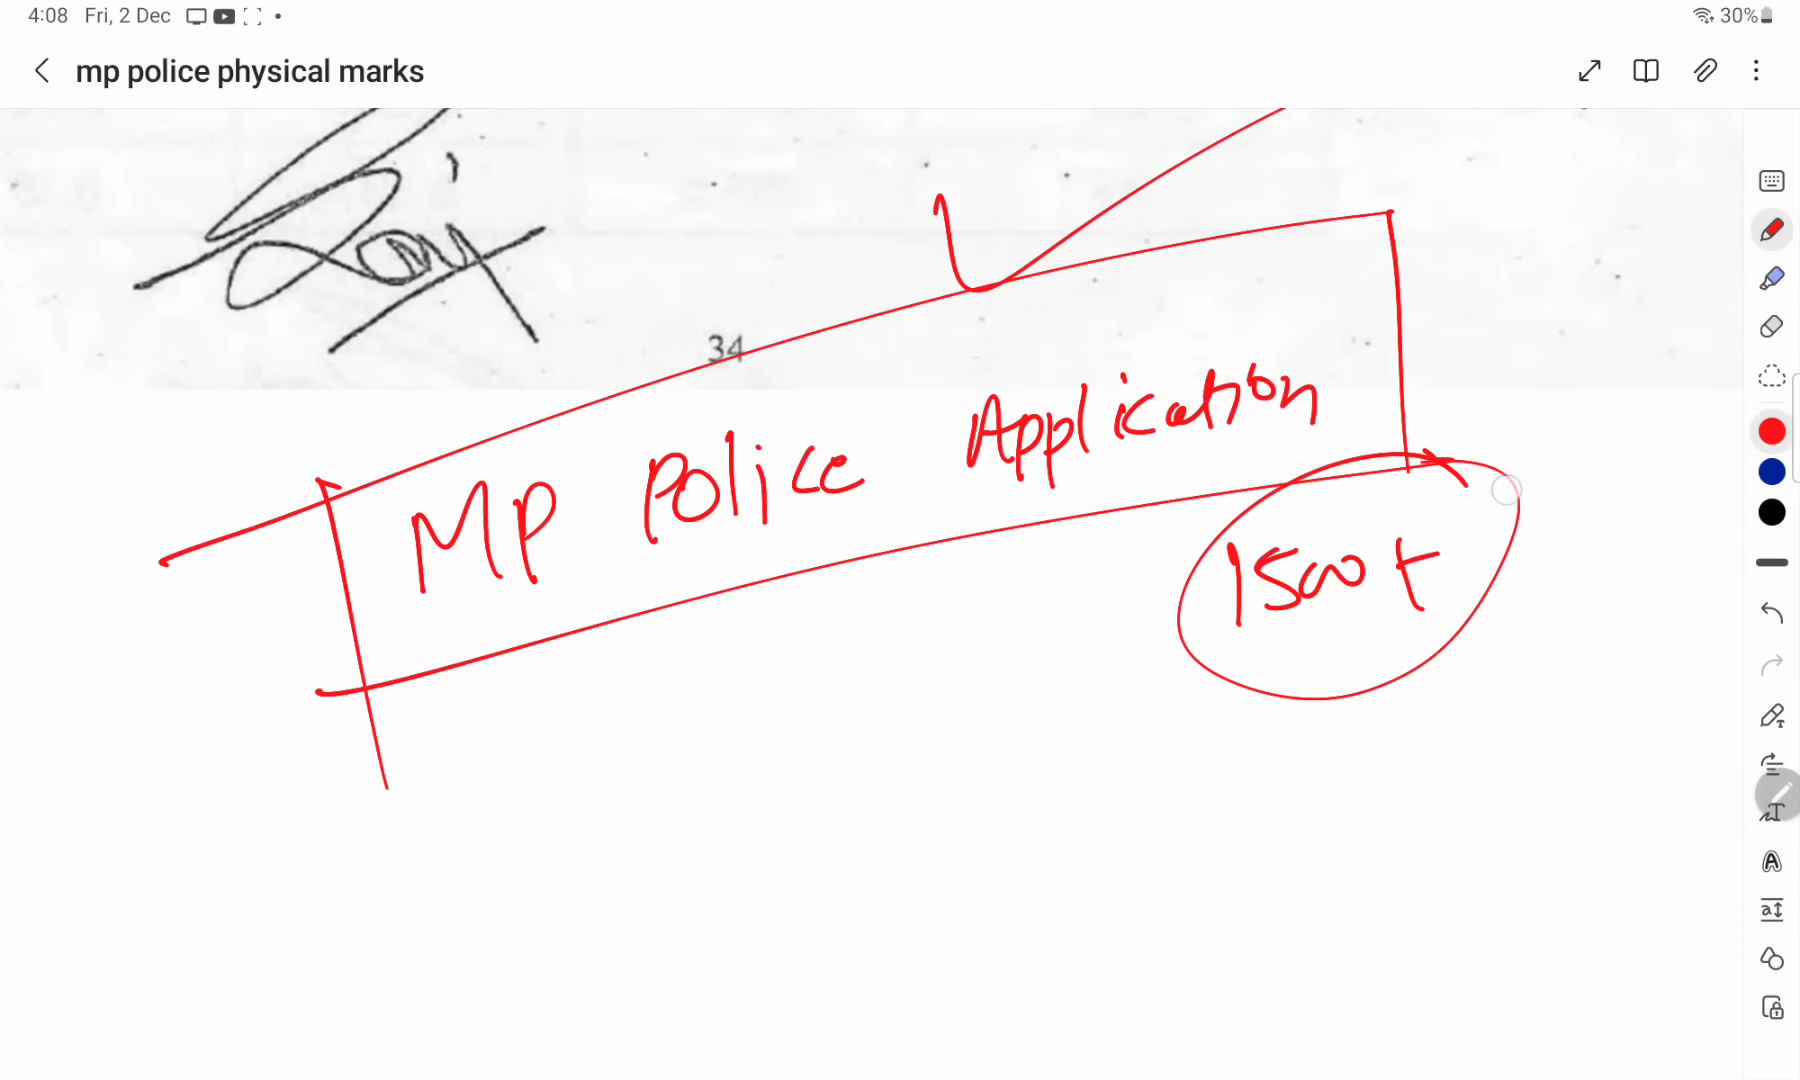 4:08 Fri, 2 Dec
30%
mp police physical marks
34
MP Police Application
1500+